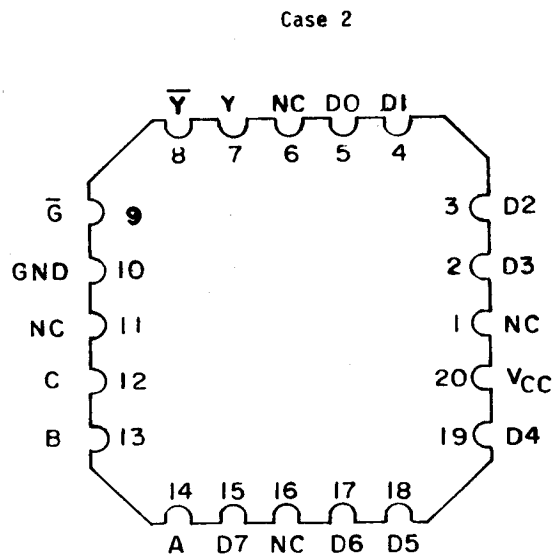 Case 2
Y̅ Y NC D0 D1
8 7 6 5 4
G̅ 9 3 D2
GND 10 2 D3
NC 11 1 NC
C 12 20 VCC
B 13 19 D4
14 15 16 17 18
A D7 NC D6 D5